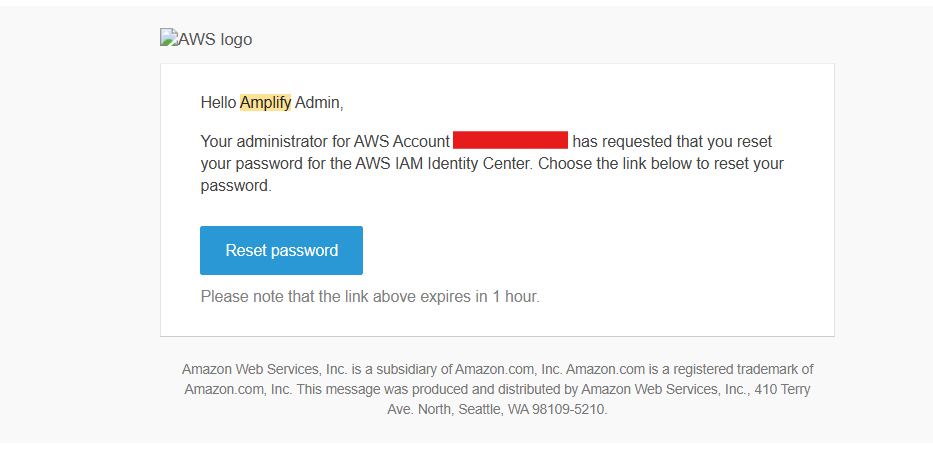 AWS logo
Hello Amplify Admin,
Your administrator for AWS Account has requested that you reset
your password for the AWS IAM Identity Center. Choose the link below to reset your
password.
Reset password
Please note that the link above expires in 1 hour.
Amazon Web Services, Inc. is a subsidiary of Amazon.com, Inc. Amazon.com is a registered trademark of
Amazon.com, Inc. This message was produced and distributed by Amazon Web Services, Inc., 410 Terry
Ave. North, Seattle, WA 98109-5210.